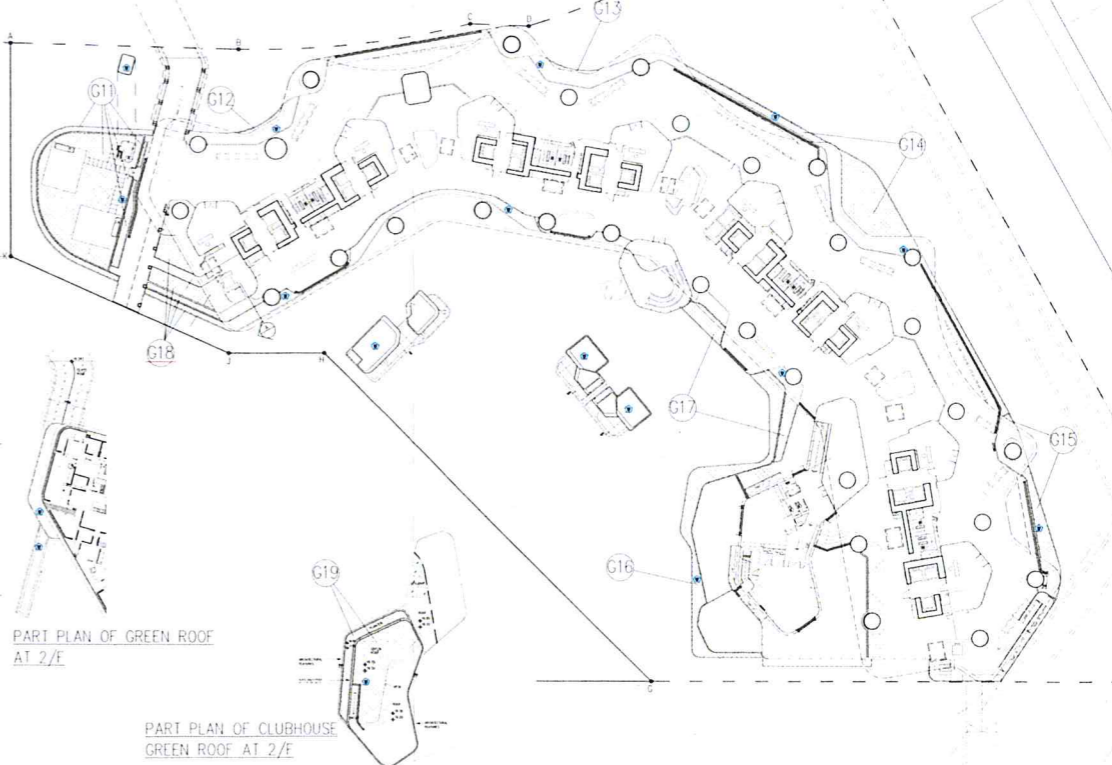 C
D
G13
A
B
G11
G12
G14
K
G18
J
H
G17
G15
G16
G19
G
PART PLAN OF GREEN ROOF
AT 2/F
PART PLAN OF CLUBHOUSE
GREEN ROOF AT 2/F